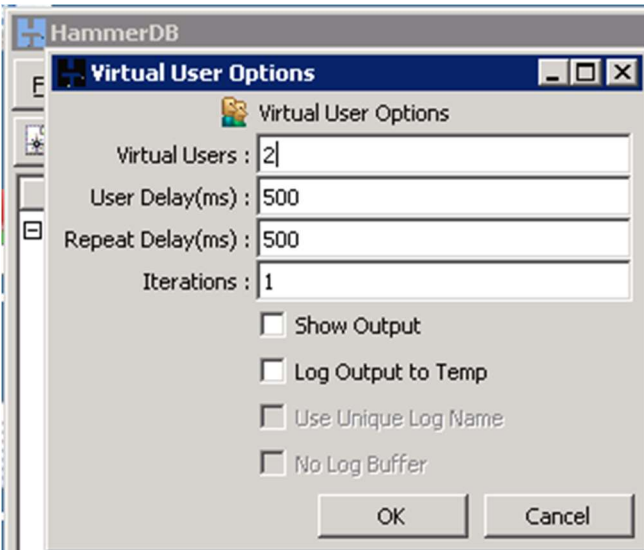 HammerDB
Virtual User Options
Virtual User Options
Virtual Users : 2
User Delay(ms) : 500
Repeat Delay(ms) : 500
Iterations : 1
Show Output
Log Output to Temp
Use Unique Log Name
No Log Buffer
OK Cancel